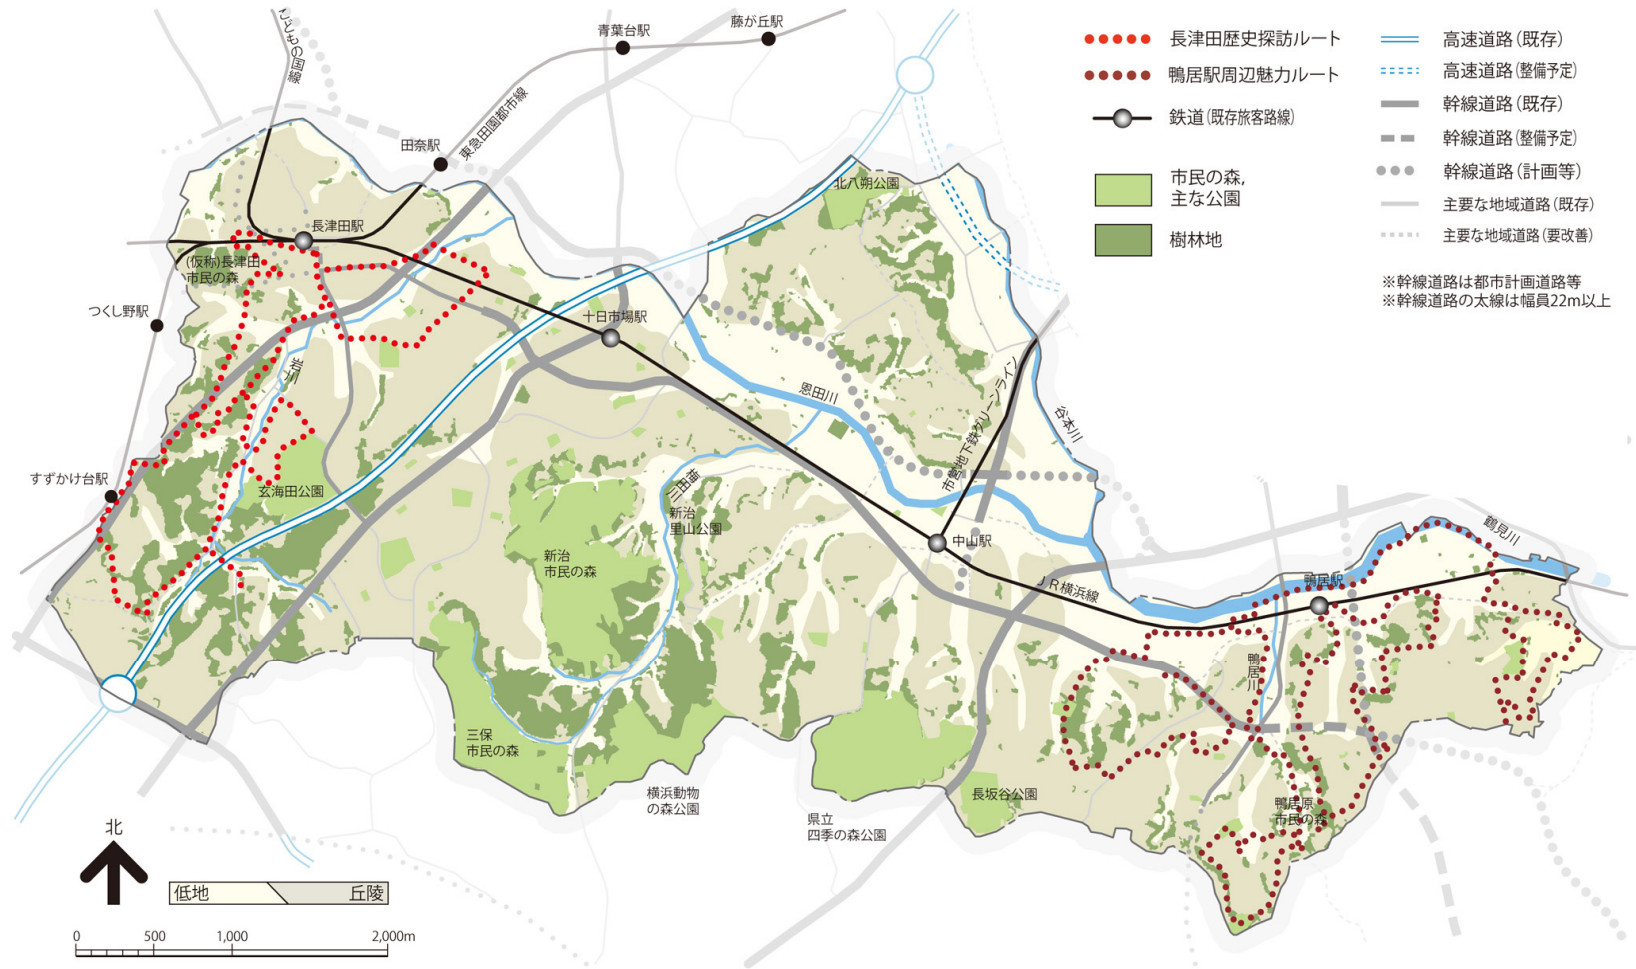 藤が丘駅
青葉台駅
こどもの国線
東急田園都市線
田奈駅
長津田駅
(仮称)長津田
市民の森
つくし野駅
岩川
すずかけ台駅
玄海田公園
十日市場駅
北八朔公園
恩田川
市営地下鉄グリーンライン
谷本川
梅田川
新治
里山公園
新治
市民の森
中山駅
JR横浜線
鴨居駅
鶴見川
鴨居川
三保
市民の森
横浜動物
の森公園
県立
四季の森公園
長坂谷公園
鴨居原
市民の森
長津田歴史探訪ルート
鴨居駅周辺魅力ルート
鉄道(既存旅客路線)
市民の森,
主な公園
樹林地
高速道路(既存)
高速道路(整備予定)
幹線道路(既存)
幹線道路(整備予定)
幹線道路(計画等)
主要な地域道路(既存)
主要な地域道路(要改善)
※幹線道路は都市計画道路等
※幹線道路の太線は幅員22m以上
北
低地 丘陵
0 500 1,000 2,000m